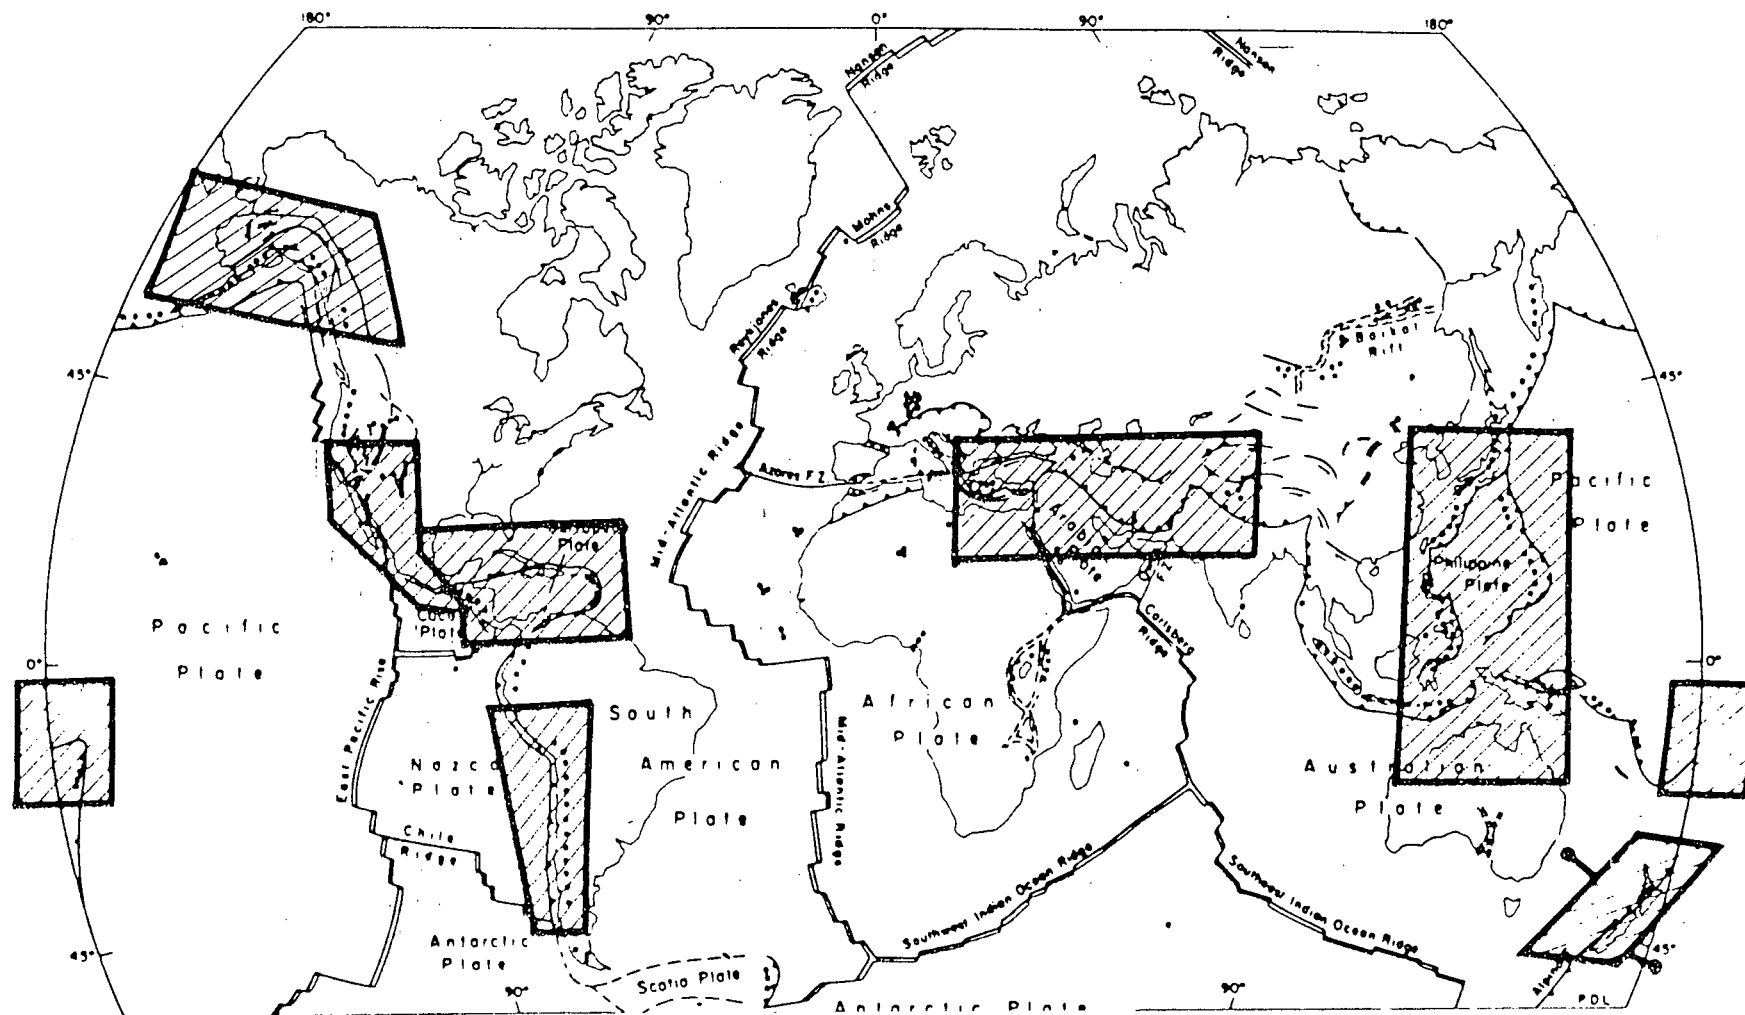 180°
90°
0°
90°
180°
Nansen
Ridge
Nansen
Ridge
Mohns
Ridge
Reykjanes
Ridge
Baikal
Rift
45°
45°
Mid-Atlantic Ridge
Azores F Z
Pacific
Plate
Plate
Philippine
Plate
Pacific
Plate
Plate
Carlsberg
Ridge
0°
0°
East Pacific Rise
South
American
Plate
African
Plate
Mid-Atlantic Ridge
Nazca
Plate
Australian
Plate
Chile
Ridge
Southwest Indian Ocean Ridge
Southeast Indian Ocean Ridge
Antarctic
Plate
45°
45°
Scotia Plate
90°
90°
Antarctic Plate
PDL